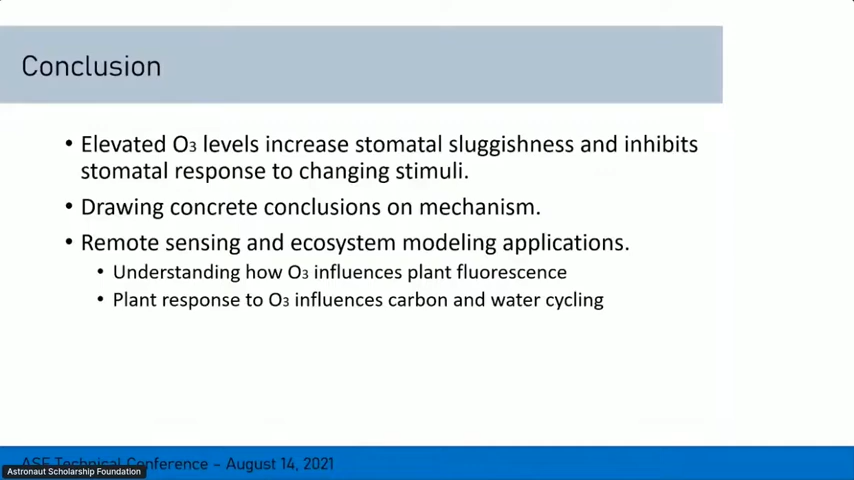 Conclusion
• Elevated O3 levels increase stomatal sluggishness and inhibits
stomatal response to changing stimuli.
• Drawing concrete conclusions on mechanism.
• Remote sensing and ecosystem modeling applications.
• Understanding how O3 influences plant fluorescence
• Plant response to O3 influences carbon and water cycling
ASF Technical Conference – August 14, 2021
Astronaut Scholarship Foundation